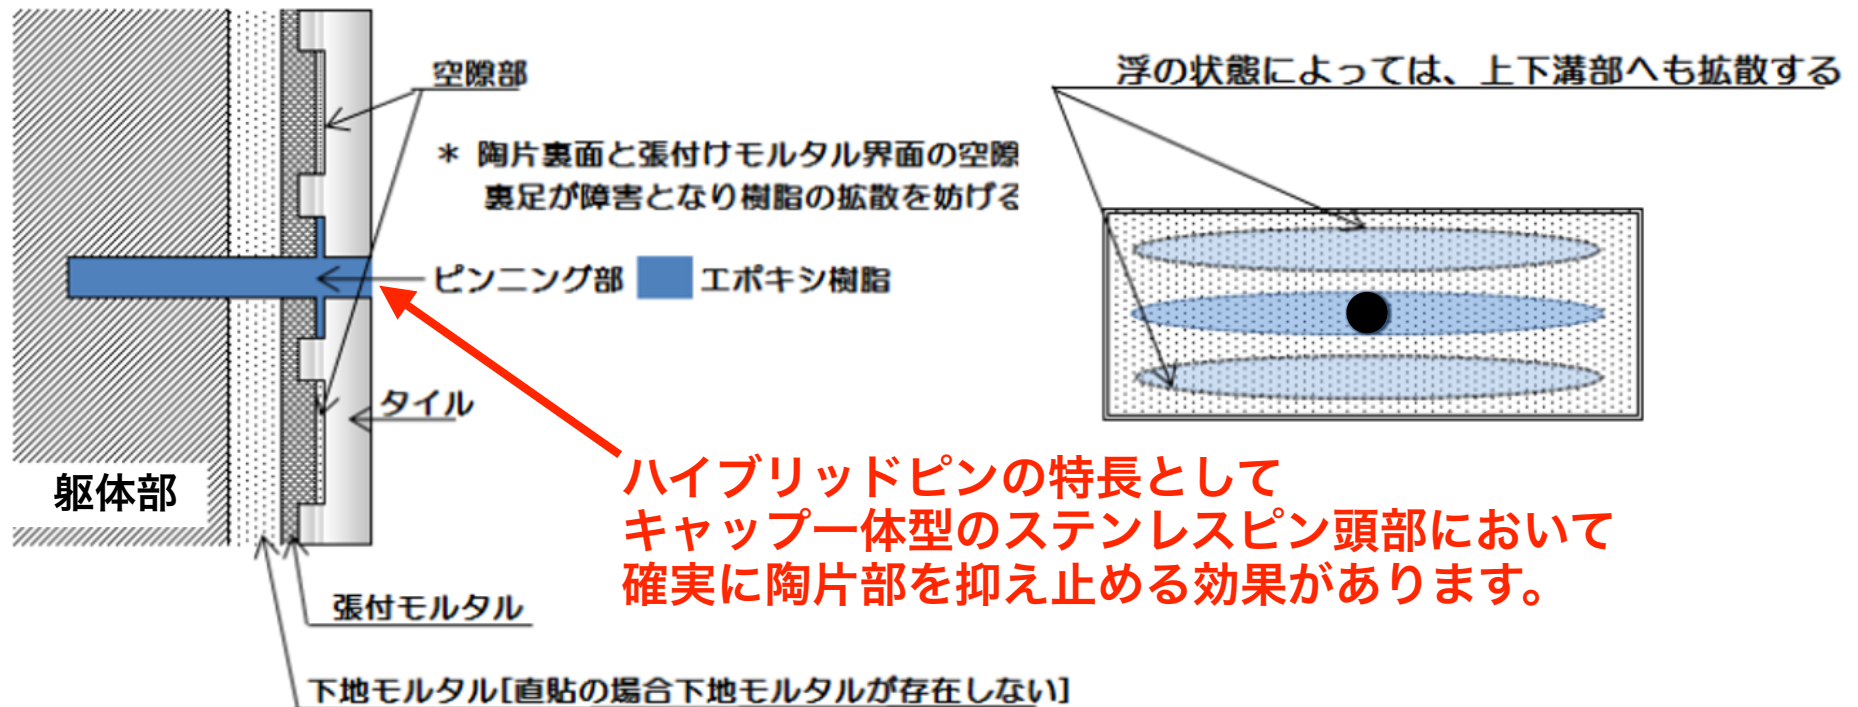 空隙部
* 陶片裏面と張付けモルタル界面の空隙
裏足が障害となり樹脂の拡散を妨げる
ピンニング部 エポキシ樹脂
タイル
躯体部
張付モルタル
下地モルタル[直貼の場合下地モルタルが存在しない]
浮の状態によっては、上下溝部へも拡散する
ハイブリッドピンの特長として
キャップ一体型のステンレスピン頭部において
確実に陶片部を抑え止める効果があります。